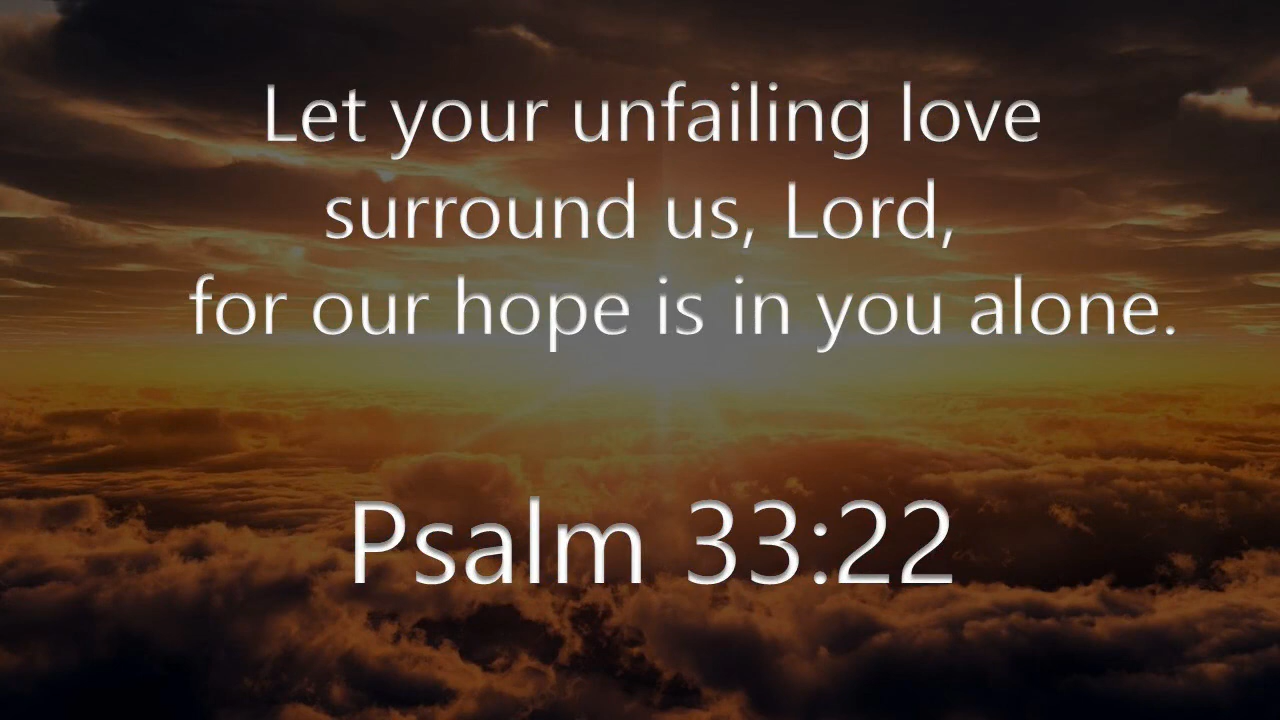 Let your unfailing love
surround us, Lord,
for our hope is in you alone.
Psalm 33:22